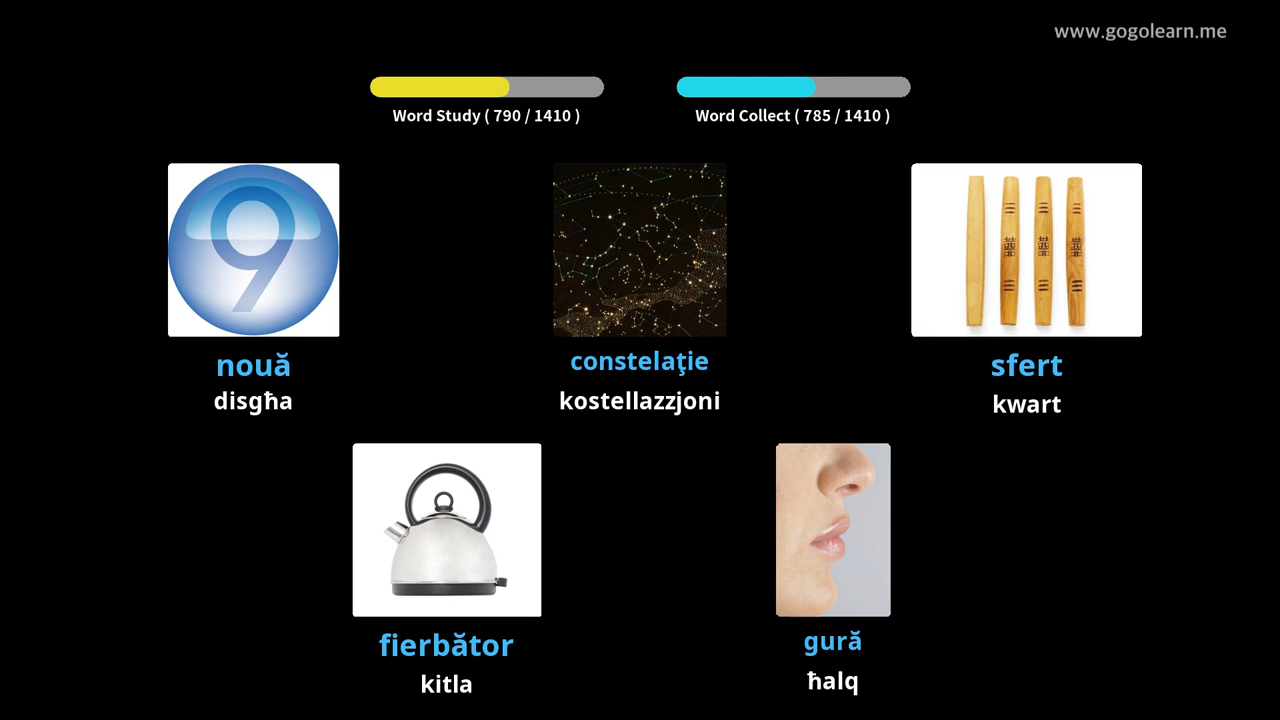 www.gogolearn.me
Word Study ( 790 / 1410 )
Word Collect ( 785 / 1410 )
9
nouă
disgħa
constelaţie
kostellazzjoni
sfert
kwart
fierbător
kitla
gură
ħalq